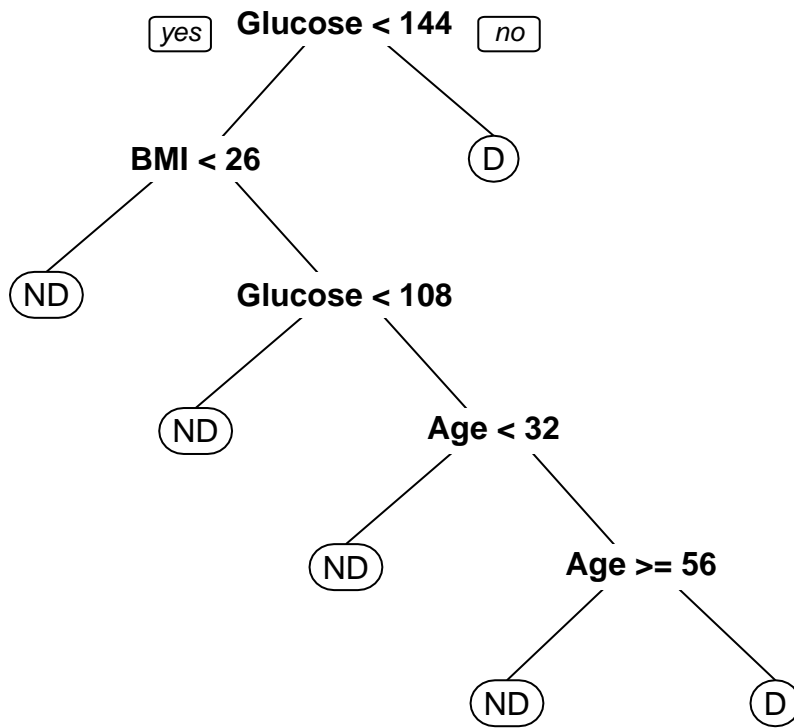 yes Glucose < 144 no
BMI < 26 D
ND Glucose < 108
ND Age < 32
ND Age >= 56
ND D